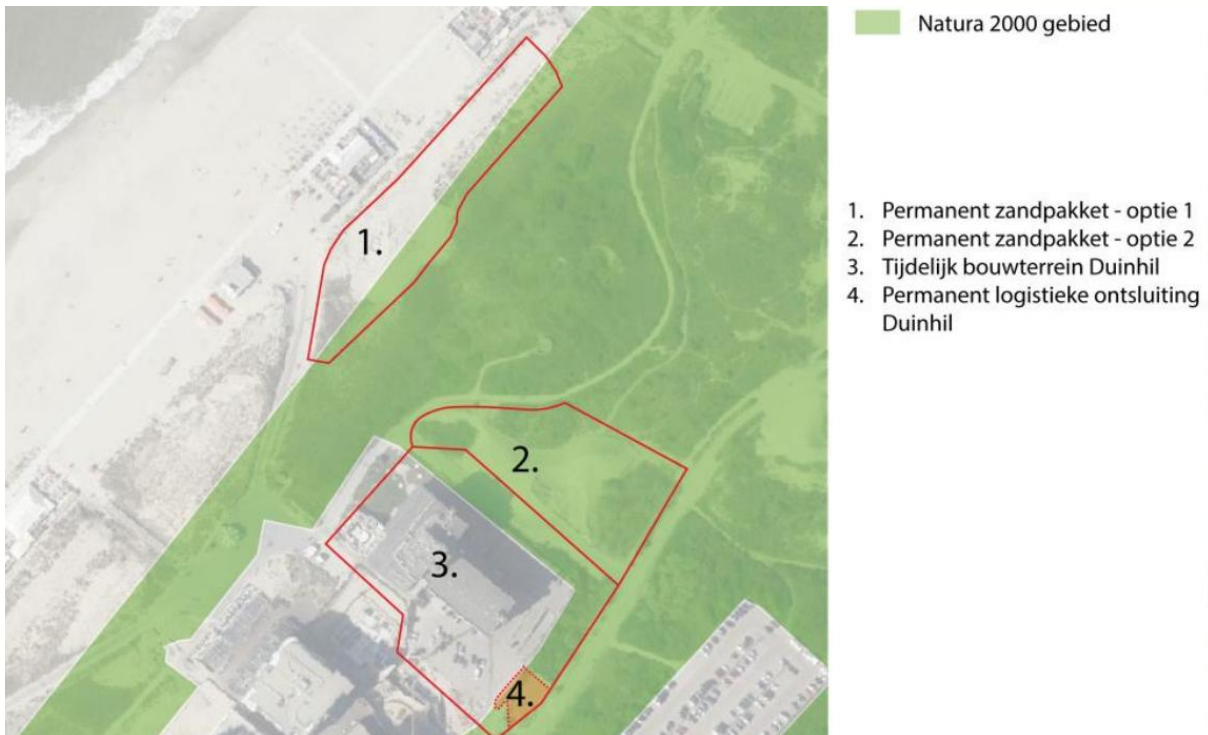 Natura 2000 gebied
1. Permanent zandpakket - optie 1
2. Permanent zandpakket - optie 2
3. Tijdelijk bouwterrein Duinhil
4. Permanent logistieke ontsluiting
Duinhil
1.
2.
3.
4.